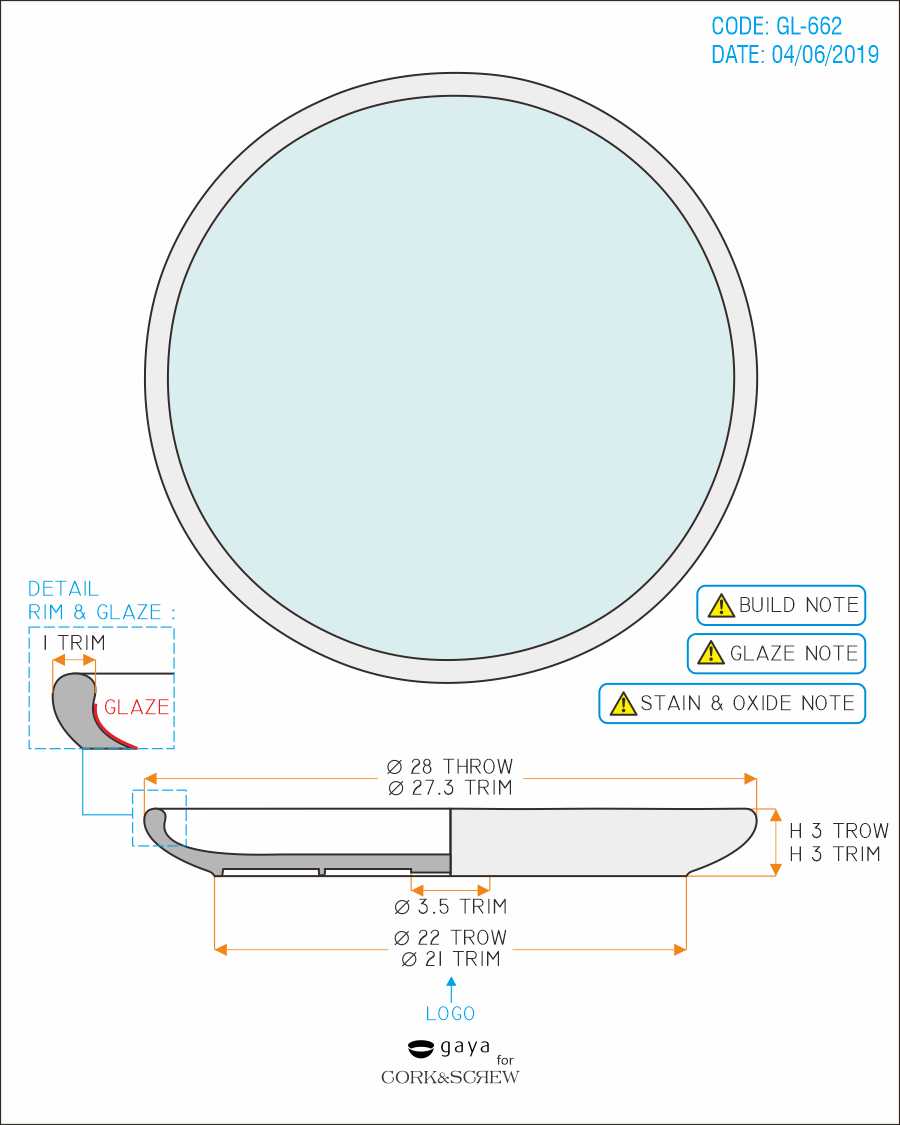 CODE: GL-662
DATE: 04/06/2019
DETAIL
RIM & GLAZE :
1 TRIM
GLAZE
BUILD NOTE
GLAZE NOTE
STAIN & OXIDE NOTE
Ø 28 THROW
Ø 27.3 TRIM
H 3 TROW
H 3 TRIM
Ø 3.5 TRIM
Ø 22 TROW
Ø 21 TRIM
LOGO
gaya
for
CORK&SCREW